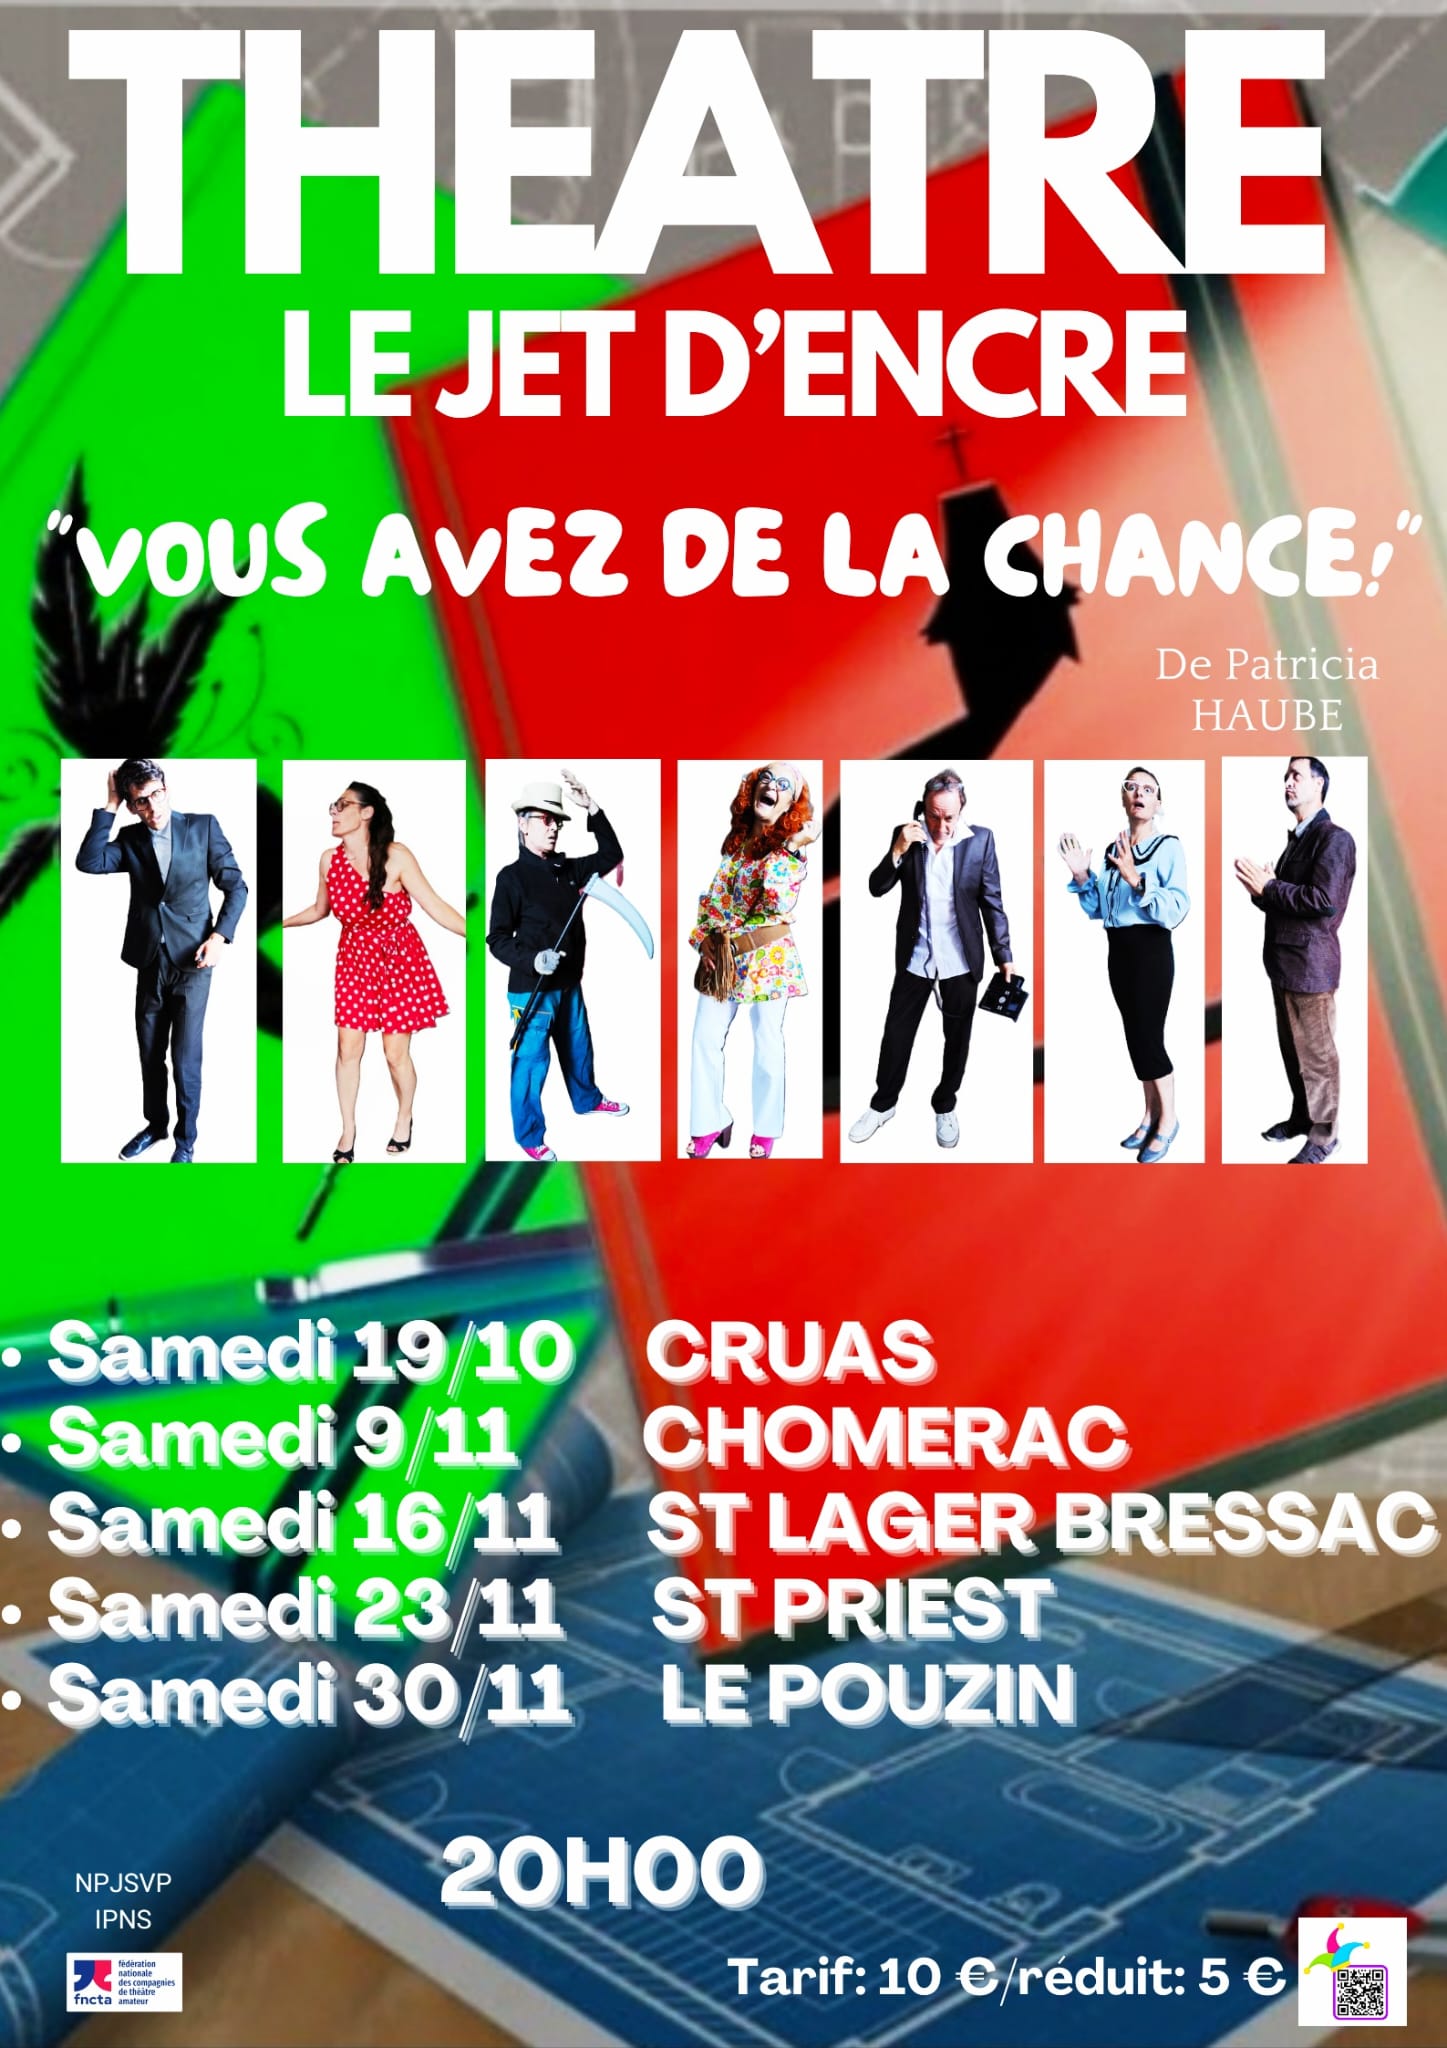 THEATRE
LE JET D'ENCRE
"VOUS AVEZ DE LA CHANCE!"
De Patricia
HAUBE
• Samedi 19/10 CRUAS
• Samedi 9/11 CHOMERAC
• Samedi 16/11 ST LAGER BRESSAC
• Samedi 23/11 ST PRIEST
• Samedi 30/11 LE POUZIN
20H00
NPJSVP
IPNS
fncta
fédération
nationale
des compagnies
de théâtre
amateur
Tarif: 10 €/réduit: 5 €